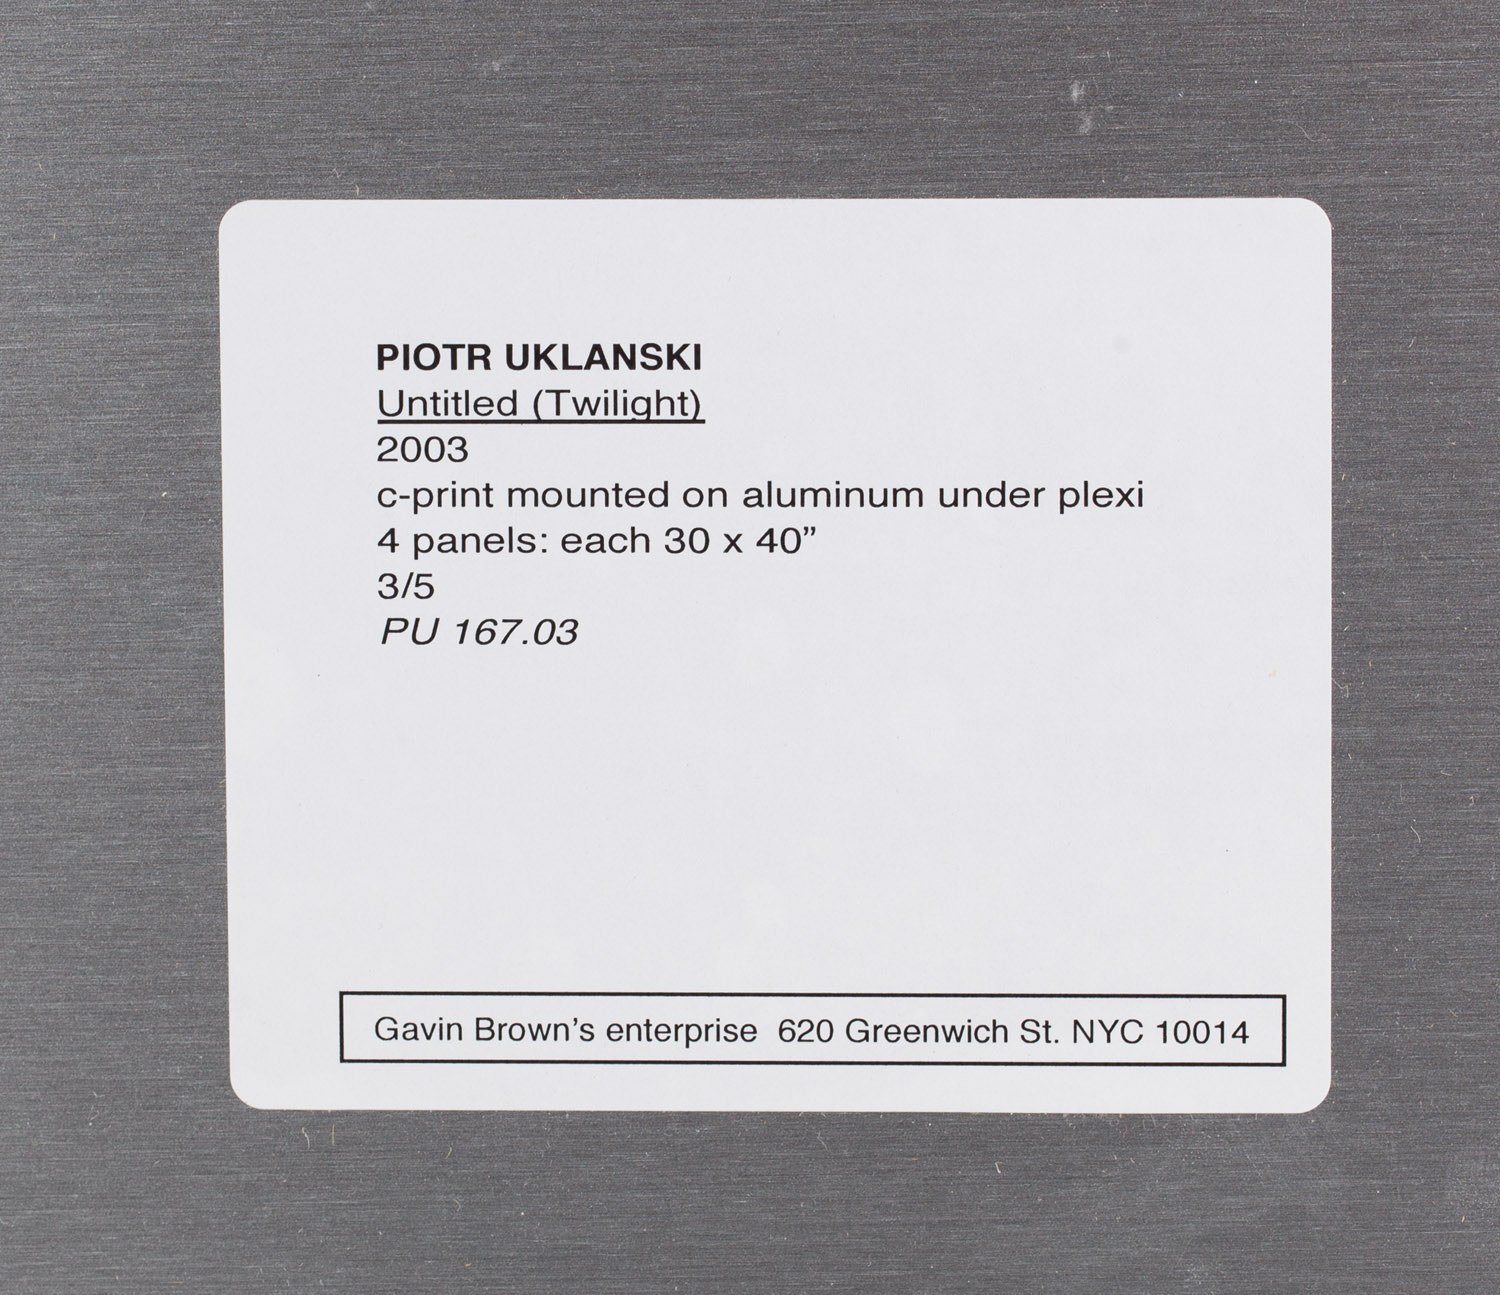 PIOTR UKLANSKI
Untitled (Twilight)
2003
c-print mounted on aluminum under plexi
4 panels: each 30 x 40”
3/5
PU 167.03
Gavin Brown’s enterprise  620 Greenwich St. NYC 10014